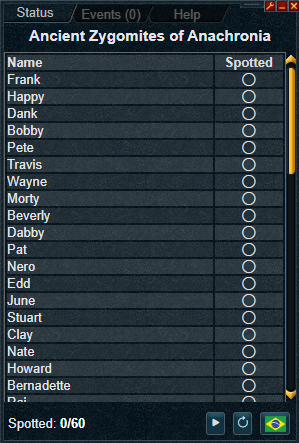 Status Events (0) Help
Ancient Zygomites of Anachronia
Name Spotted
Frank
Happy
Dank
Bobby
Pete
Travis
Wayne
Morty
Beverly
Dabby
Pat
Nero
Edd
June
Stuart
Clay
Nate
Howard
Bernadette
Spotted: 0/60